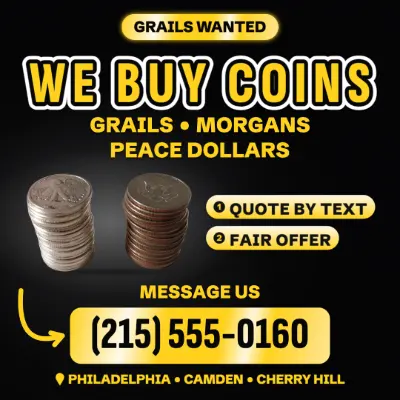 GRAILS WANTED
WE BUY COINS
GRAILS • MORGANS
PEACE DOLLARS
1 QUOTE BY TEXT
2 FAIR OFFER
MESSAGE US
(215) 555-0160
PHILADELPHIA • CAMDEN • CHERRY HILL